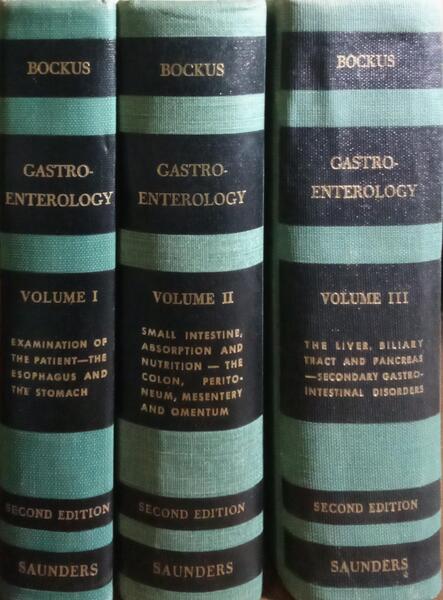 BOCKUS
GASTRO-
ENTEROLOGY
VOLUME I
EXAMINATION OF
THE PATIENT—THE
ESOPHAGUS AND
THE STOMACH
SECOND EDITION
SAUNDERS
BOCKUS
GASTRO-
ENTEROLOGY
VOLUME II
SMALL INTESTINE,
ABSORPTION AND
NUTRITION — THE
COLON, PERITO-
NEUM, MESENTERY
AND OMENTUM
SECOND EDITION
SAUNDERS
BOCKUS
GASTRO-
ENTEROLOGY
VOLUME III
THE LIVER, BILIARY
TRACT AND PANCREAS
—SECONDARY GASTRO-
INTESTINAL DISORDERS
SECOND EDITION
SAUNDERS